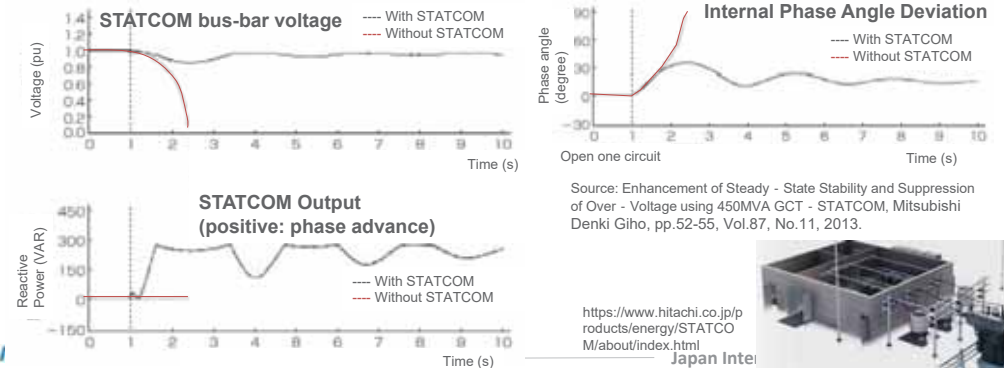 STATCOM bus-bar voltage
---- With STATCOM
---- Without STATCOM
Voltage (pu)
1.4
1.2
1.0
0.8
0.6
0.4
0.2
0.0
0 1 2 3 4 5 6 7 8 9 10
Time (s)
Internal Phase Angle Deviation
---- With STATCOM
---- Without STATCOM
Phase angle
(degree)
90
60
30
0
-30
0 1 2 3 4 5 6 7 8 9 10
Open one circuit
Time (s)
STATCOM Output
(positive: phase advance)
---- With STATCOM
---- Without STATCOM
Reactive
Power (VAR)
450
300
150
0
-150
0 1 2 3 4 5 6 7 8 9 10
Time (s)
Source: Enhancement of Steady - State Stability and Suppression
of Over - Voltage using 450MVA GCT - STATCOM, Mitsubishi
Denki Giho, pp.52-55, Vol.87, No.11, 2013.
https://www.hitachi.co.jp/p
roducts/energy/STATCO
M/about/index.html
Japan Inter